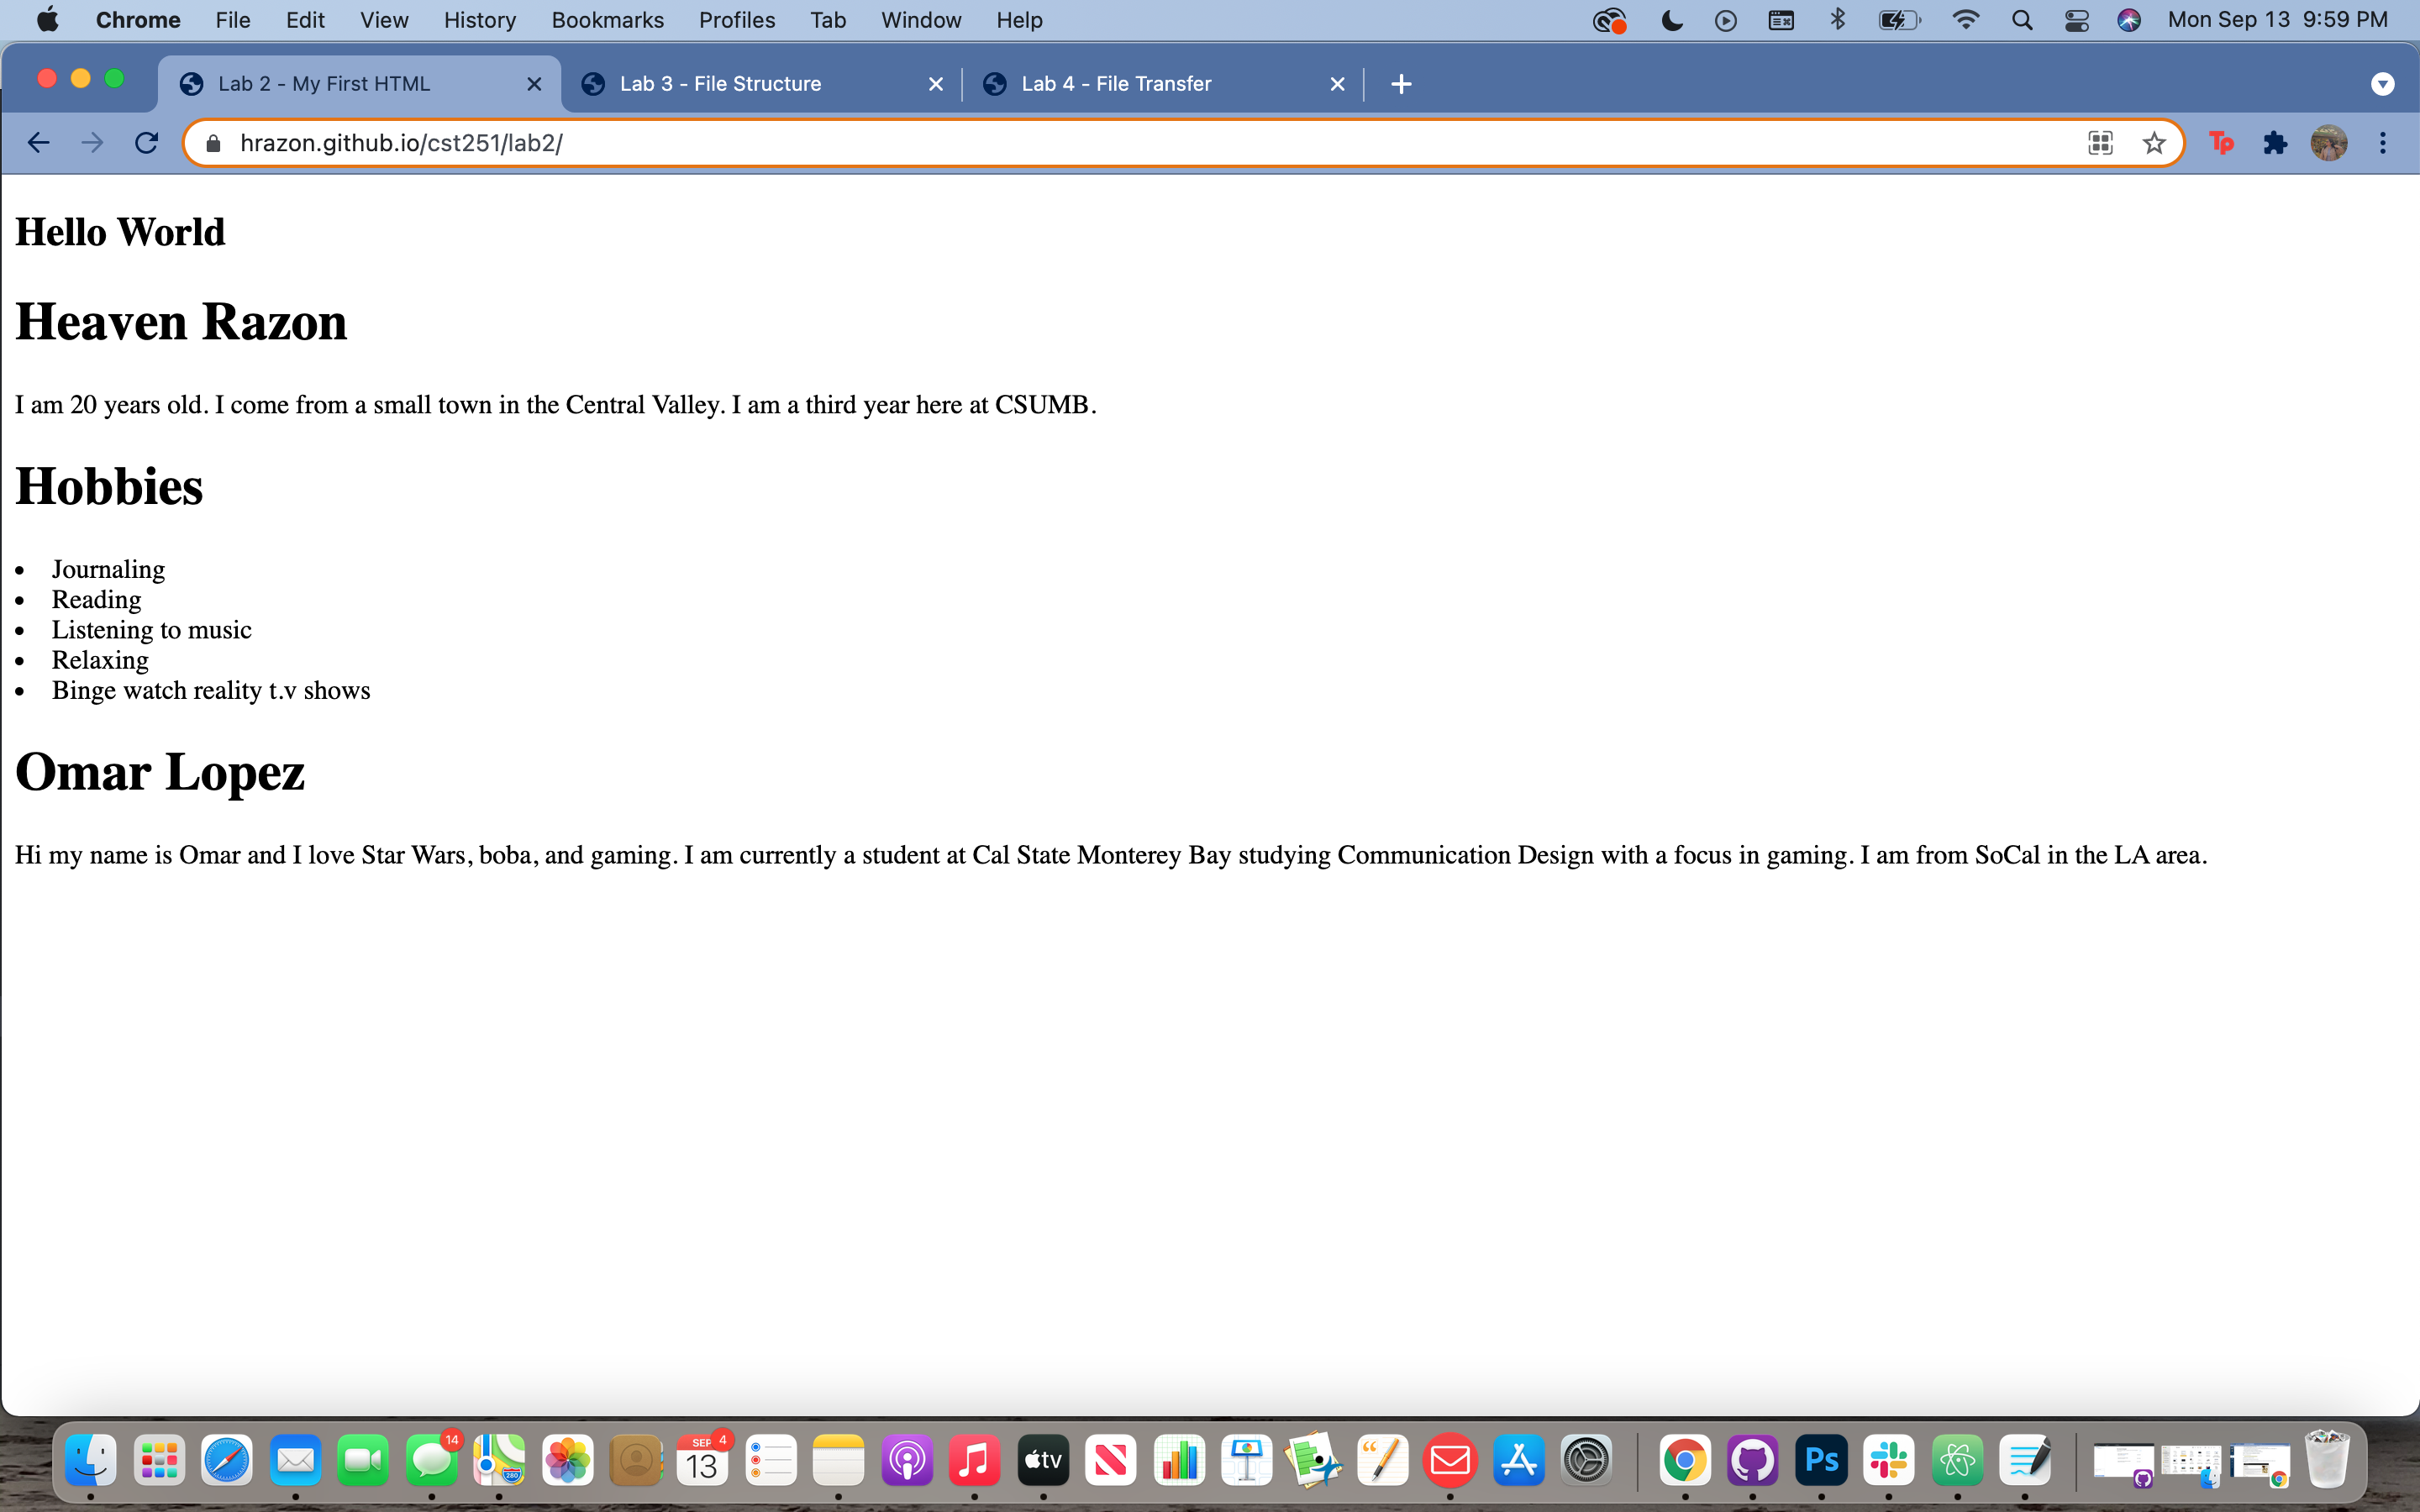 Chrome File Edit View History Bookmarks Profiles Tab Window Help Mon Sep 13 9:59 PM
Lab 2 - My First HTML Lab 3 - File Structure Lab 4 - File Transfer
hrazon.github.io/cst251/lab2/ Tp
Hello World
Heaven Razon
I am 20 years old. I come from a small town in the Central Valley. I am a third year here at CSUMB.
Hobbies
• Journaling
• Reading
• Listening to music
• Relaxing
• Binge watch reality t.v shows
Omar Lopez
Hi my name is Omar and I love Star Wars, boba, and gaming. I am currently a student at Cal State Monterey Bay studying Communication Design with a focus in gaming. I am from SoCal in the LA area.
14 280 SEP 4 13 tv Ps